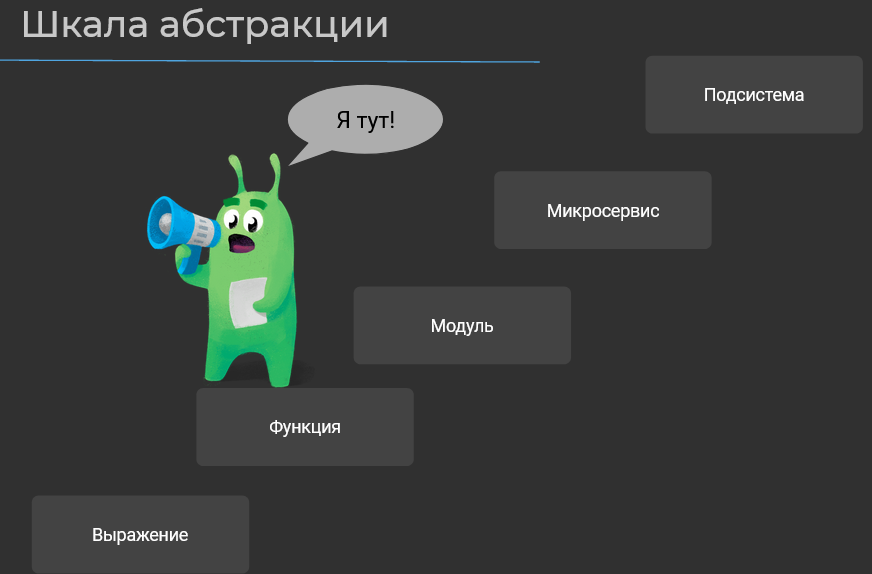 Шкала абстракции
Подсистема
Я тут!
Микросервис
Модуль
Функция
Выражение